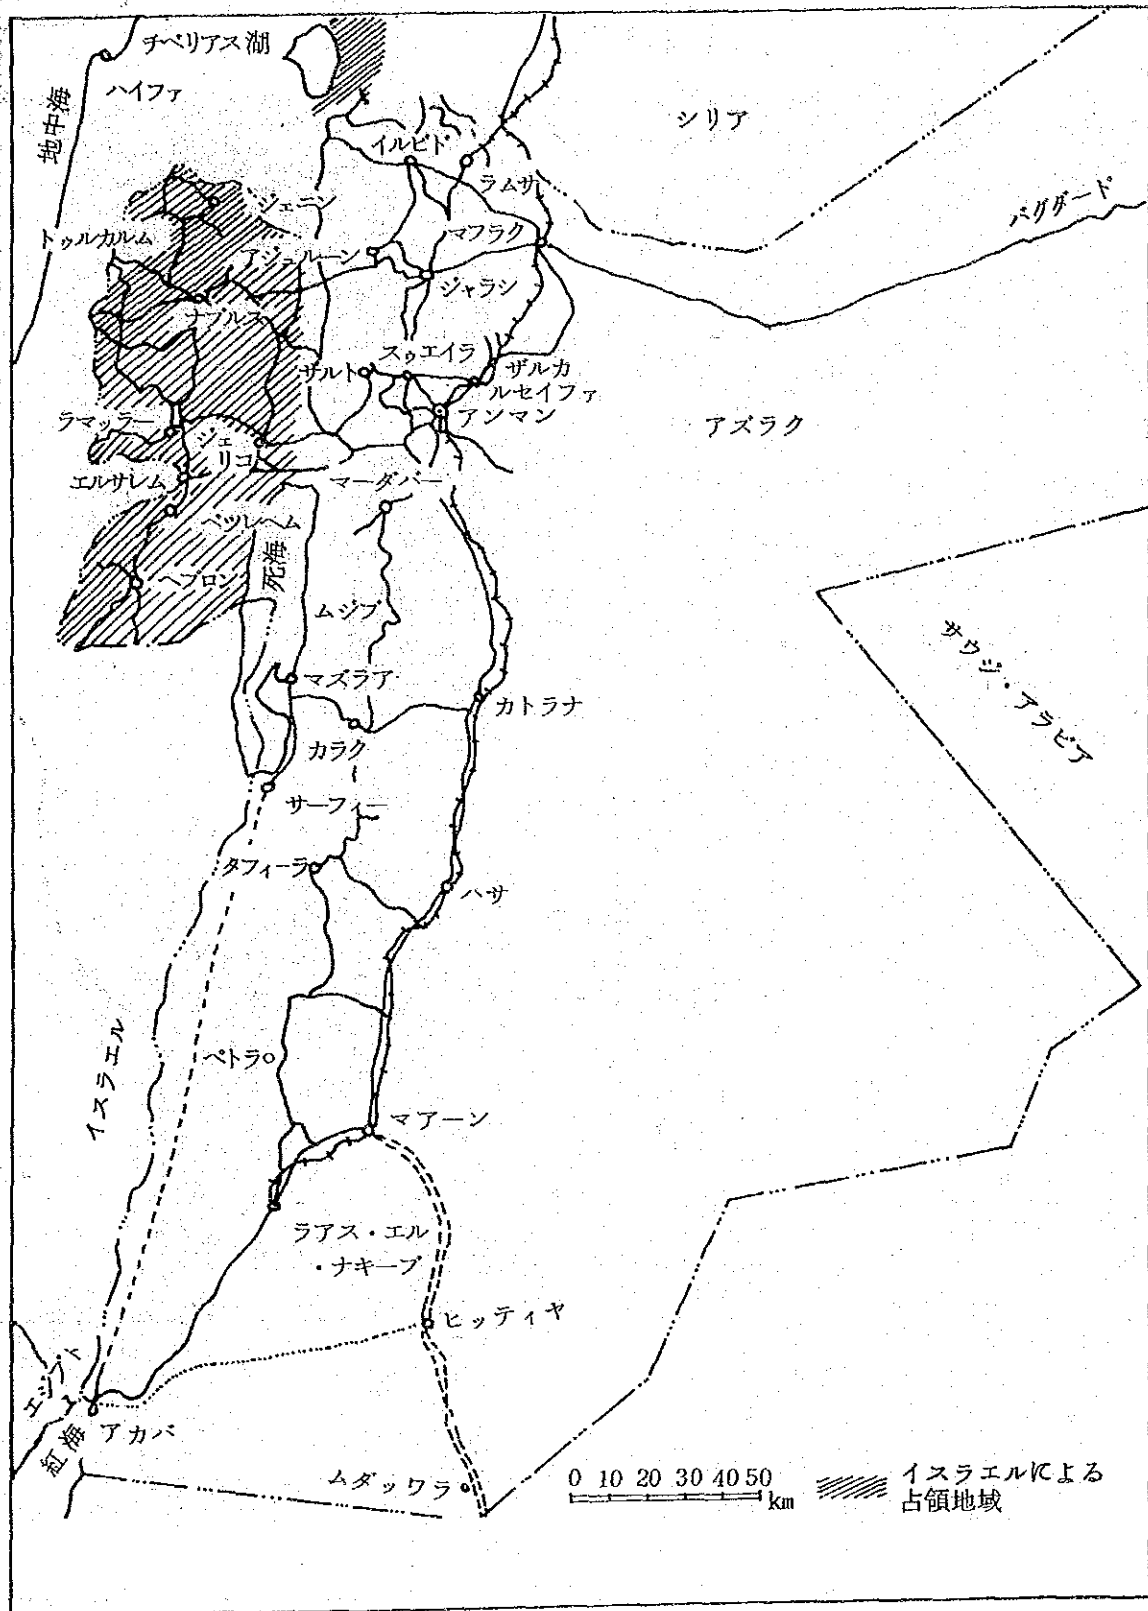 チベリアス湖
ハイファ
地中海
シリア
イルビド
ラムサ
ジェニン
バグダード
トゥルカルム
マフラク
アジュルーン
ジャラシ
ナブルス
スゥエイラ
サルト
ザルカ
ルセイファ
アンマン
ラマッラー
アズラク
ジェ
リコ
エルサレム
マーダバー
ベツレヘム
死海
ヘブロン
ムジブ
サウジ・アラビア
マズラア
カトラナ
カラク
サーフィー
タフィーラ
ハサ
イスラエル
ペトラ
マアーン
ラアス・エル
・ナキーブ
ヒッティヤ
エジプト
アカバ
紅海
ムダッワラ
0 10 20 30 40 50
km
イスラエルによる
占領地域